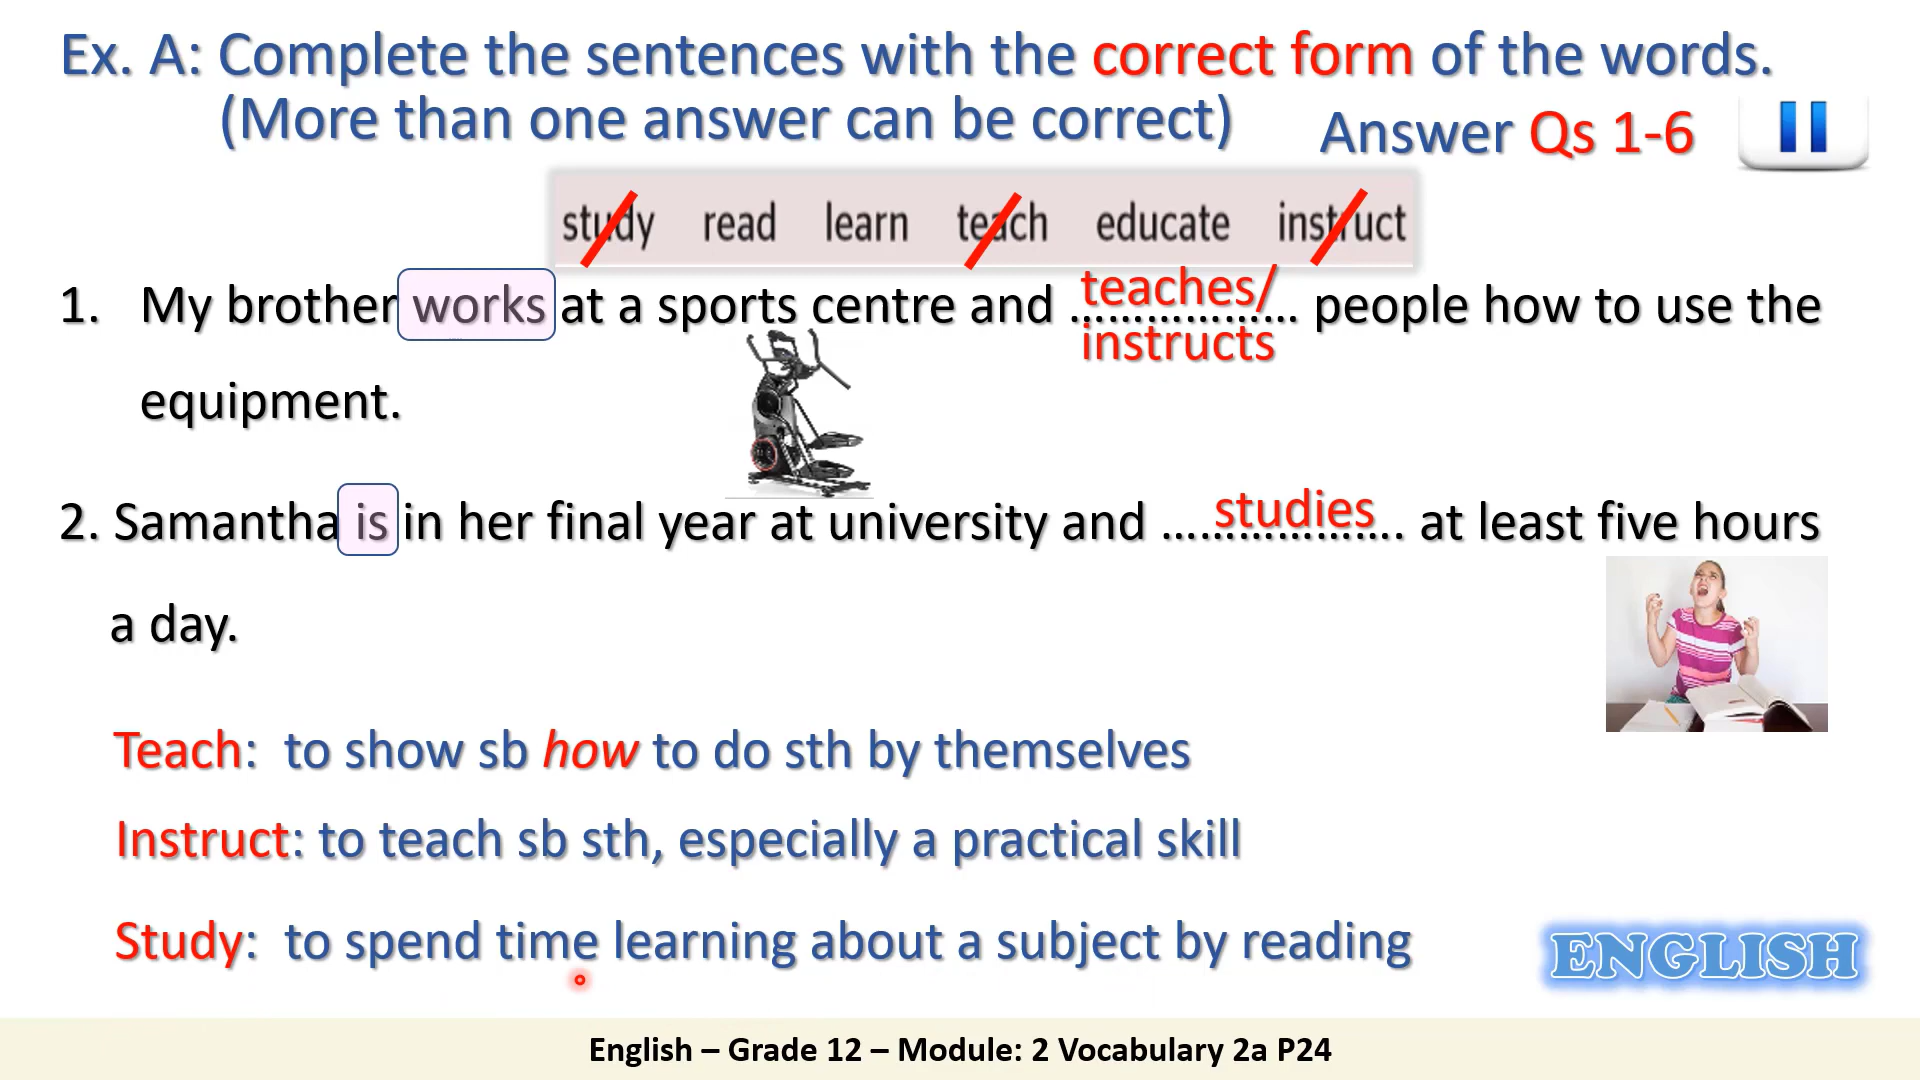 Ex. A: Complete the sentences with the correct form of the words.
(More than one answer can be correct)
Answer Qs 1-6
study read learn teach educate instruct
1. My brother works at a sports centre and teaches/ ……………… people how to use the
instructs
equipment.
2. Samantha is in her final year at university and studies ………………. at least five hours
a day.
Teach: to show sb how to do sth by themselves
Instruct: to teach sb sth, especially a practical skill
Study: to spend time learning about a subject by reading
ENGLISH
English – Grade 12 – Module: 2 Vocabulary 2a P24